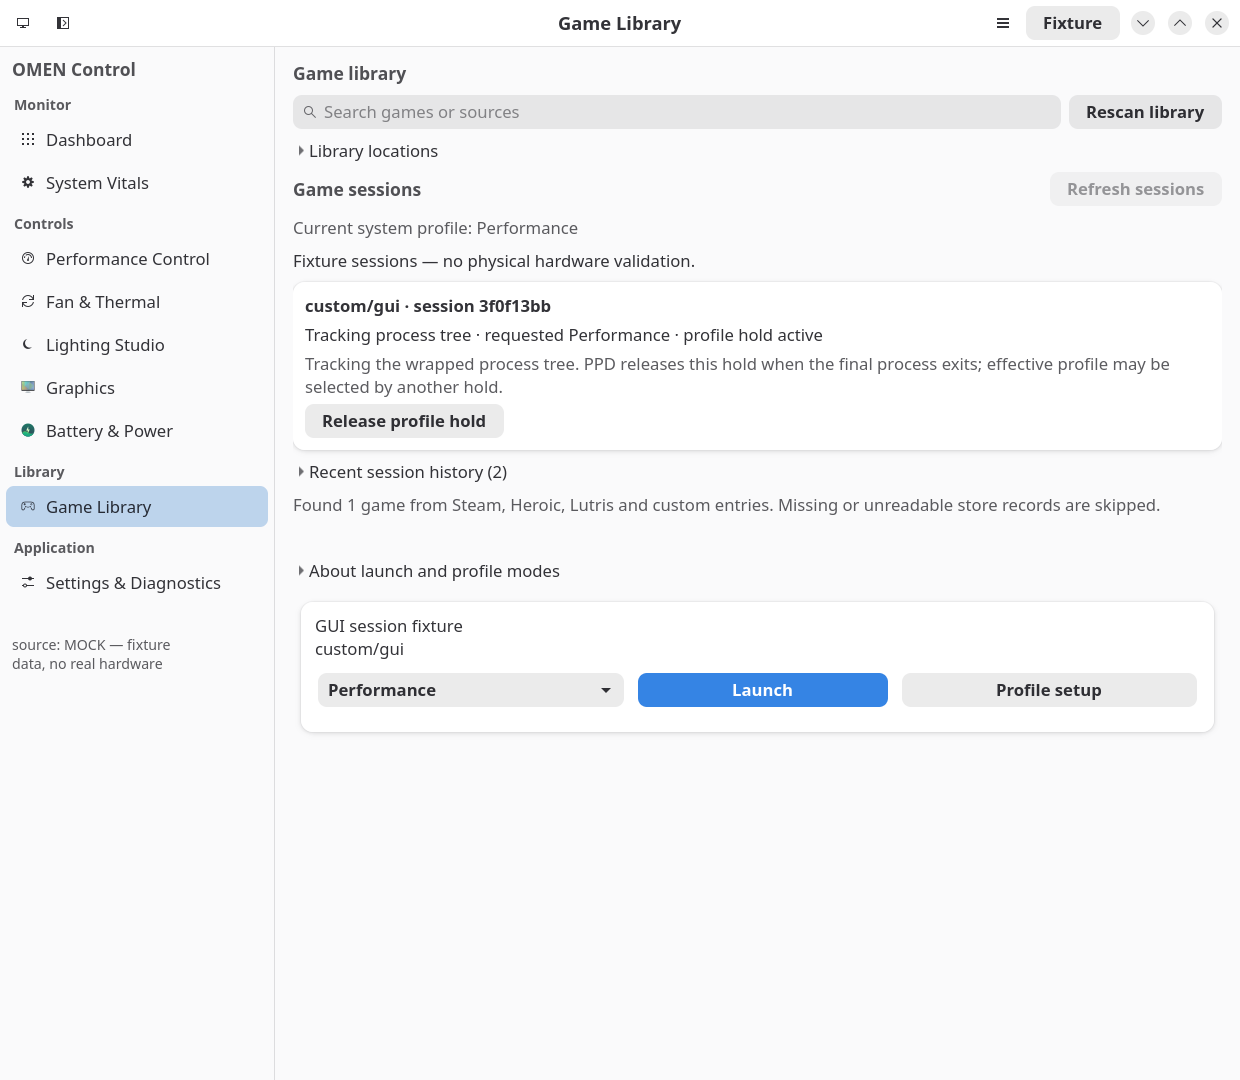 Game Library
Fixture
OMEN Control
Monitor
Dashboard
System Vitals
Controls
Performance Control
Fan & Thermal
Lighting Studio
Graphics
Battery & Power
Library
Game Library
Application
Settings & Diagnostics
source: MOCK — fixture
data, no real hardware
Game library
Search games or sources
Rescan library
Library locations
Game sessions
Refresh sessions
Current system profile: Performance
Fixture sessions — no physical hardware validation.
custom/gui · session 3f0f13bb
Tracking process tree · requested Performance · profile hold active
Tracking the wrapped process tree. PPD releases this hold when the final process exits; effective profile may be
selected by another hold.
Release profile hold
Recent session history (2)
Found 1 game from Steam, Heroic, Lutris and custom entries. Missing or unreadable store records are skipped.
About launch and profile modes
GUI session fixture
custom/gui
Performance
Launch
Profile setup